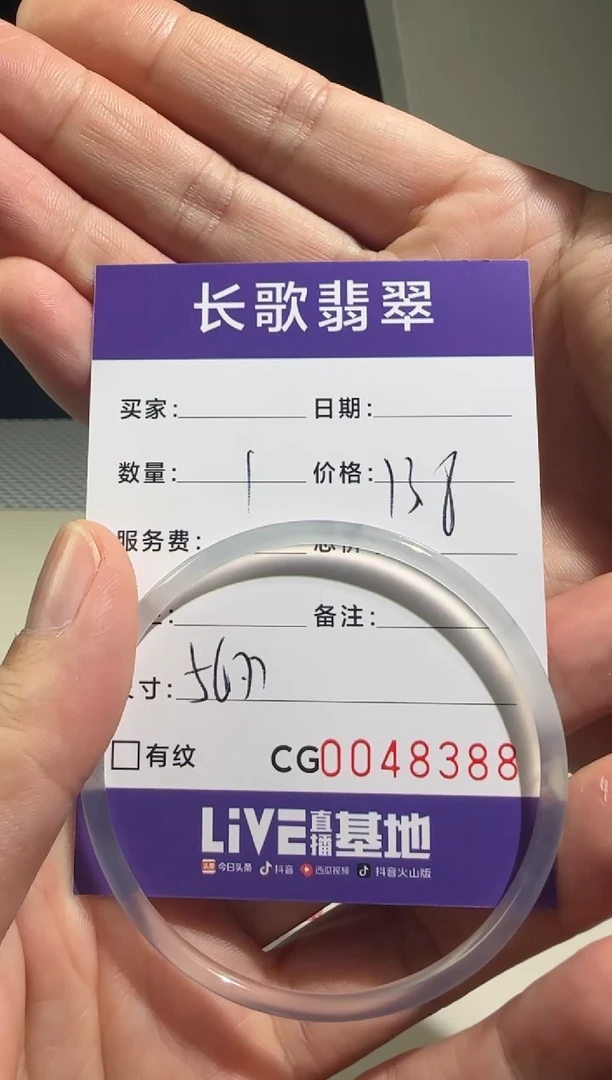 长歌翡翠
买家: 日期:
数量: 1 价格: 138
服务费:
备注:
寸:
有纹 CG0048388
LiVE直播基地
今日头条 抖音 西瓜视频 抖音火山版